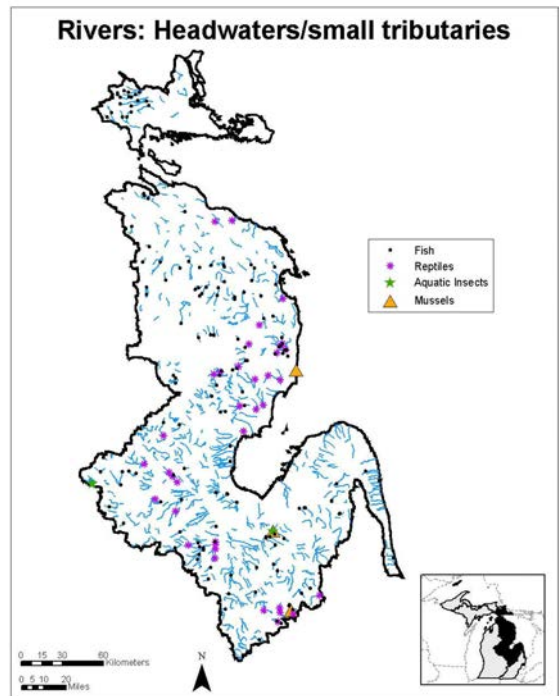 Rivers: Headwaters/small tributaries
Fish
Reptiles
Aquatic Insects
Mussels
0 15 30 60
Kilometers
0 5 10 20
Miles
N